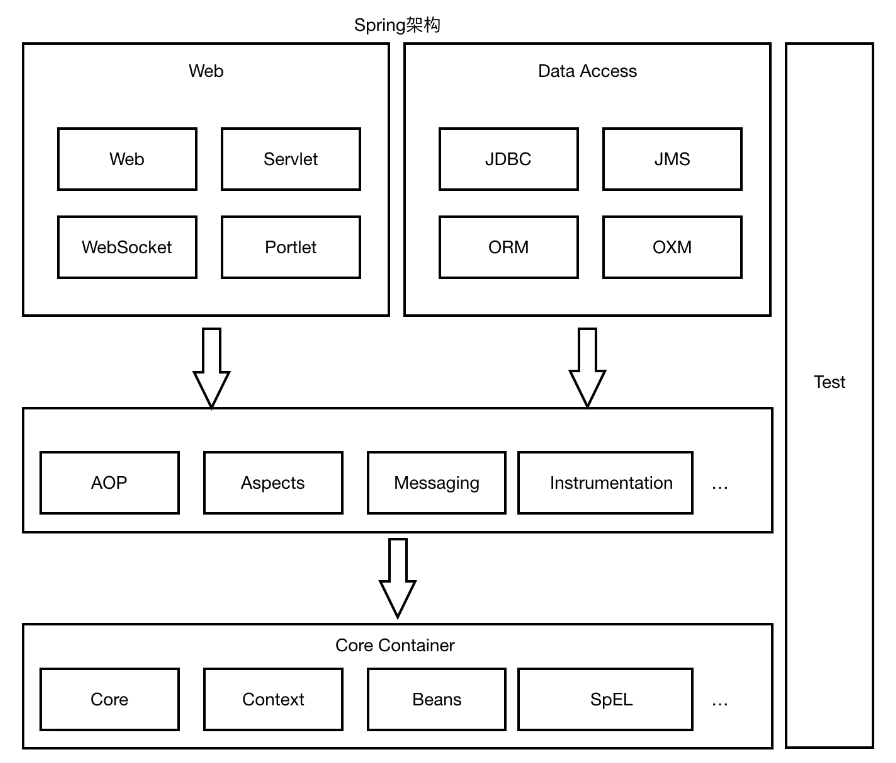 Spring架构
Web
Data Access
Web
Servlet
JDBC
JMS
WebSocket
Portlet
ORM
OXM
Test
AOP
Aspects
Messaging
Instrumentation
...
Core Container
Core
Context
Beans
SpEL
...